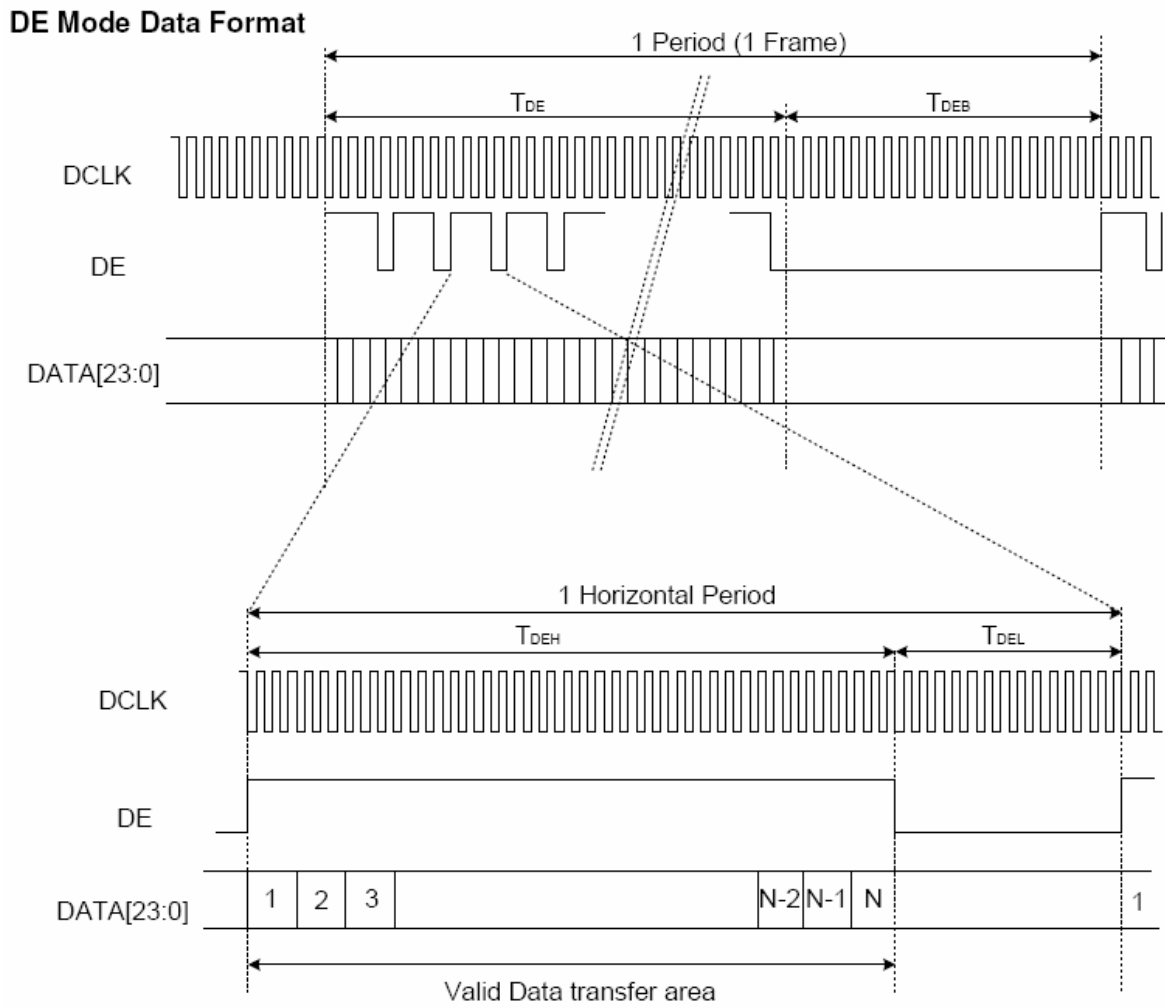 DE Mode Data Format
1 Period (1 Frame)
TDE
TDEB
DCLK
DE
DATA[23:0]
1 Horizontal Period
TDEH
TDEL
DCLK
DE
DATA[23:0]
1 2 3 N-2 N-1 N 1
Valid Data transfer area